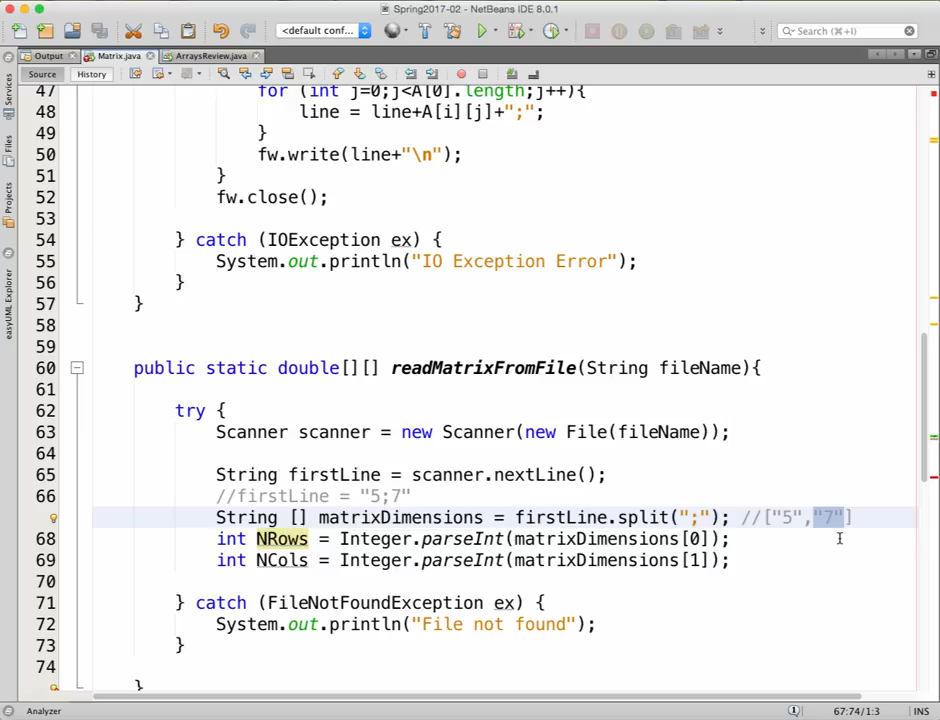 Spring2017-02 - NetBeans IDE 8.0.1
<default conf...
Search (⌘+I)
Output
Matrix.java
ArraysReview.java
Source
History
Services
Files
Projects
easyUML Explorer
47 for (int j=0;j<A[0].length;j++){
48 line = line+A[i][j]+";";
49 }
50 fw.write(line+"\n");
51 }
52 fw.close();
53
54 } catch (IOException ex) {
55 System.out.println("IO Exception Error");
56 }
57 }
58
59
60 public static double[][] readMatrixFromFile(String fileName){
61
62 try {
63 Scanner scanner = new Scanner(new File(fileName));
64
65 String firstLine = scanner.nextLine();
66 //firstLine = "5;7"
String [] matrixDimensions = firstLine.split(";"); //["5","7"]
68 int NRows = Integer.parseInt(matrixDimensions[0]);
69 int NCols = Integer.parseInt(matrixDimensions[1]);
70
71 } catch (FileNotFoundException ex) {
72 System.out.println("File not found");
73 }
74
}
Analyzer
67:74/1:3
INS